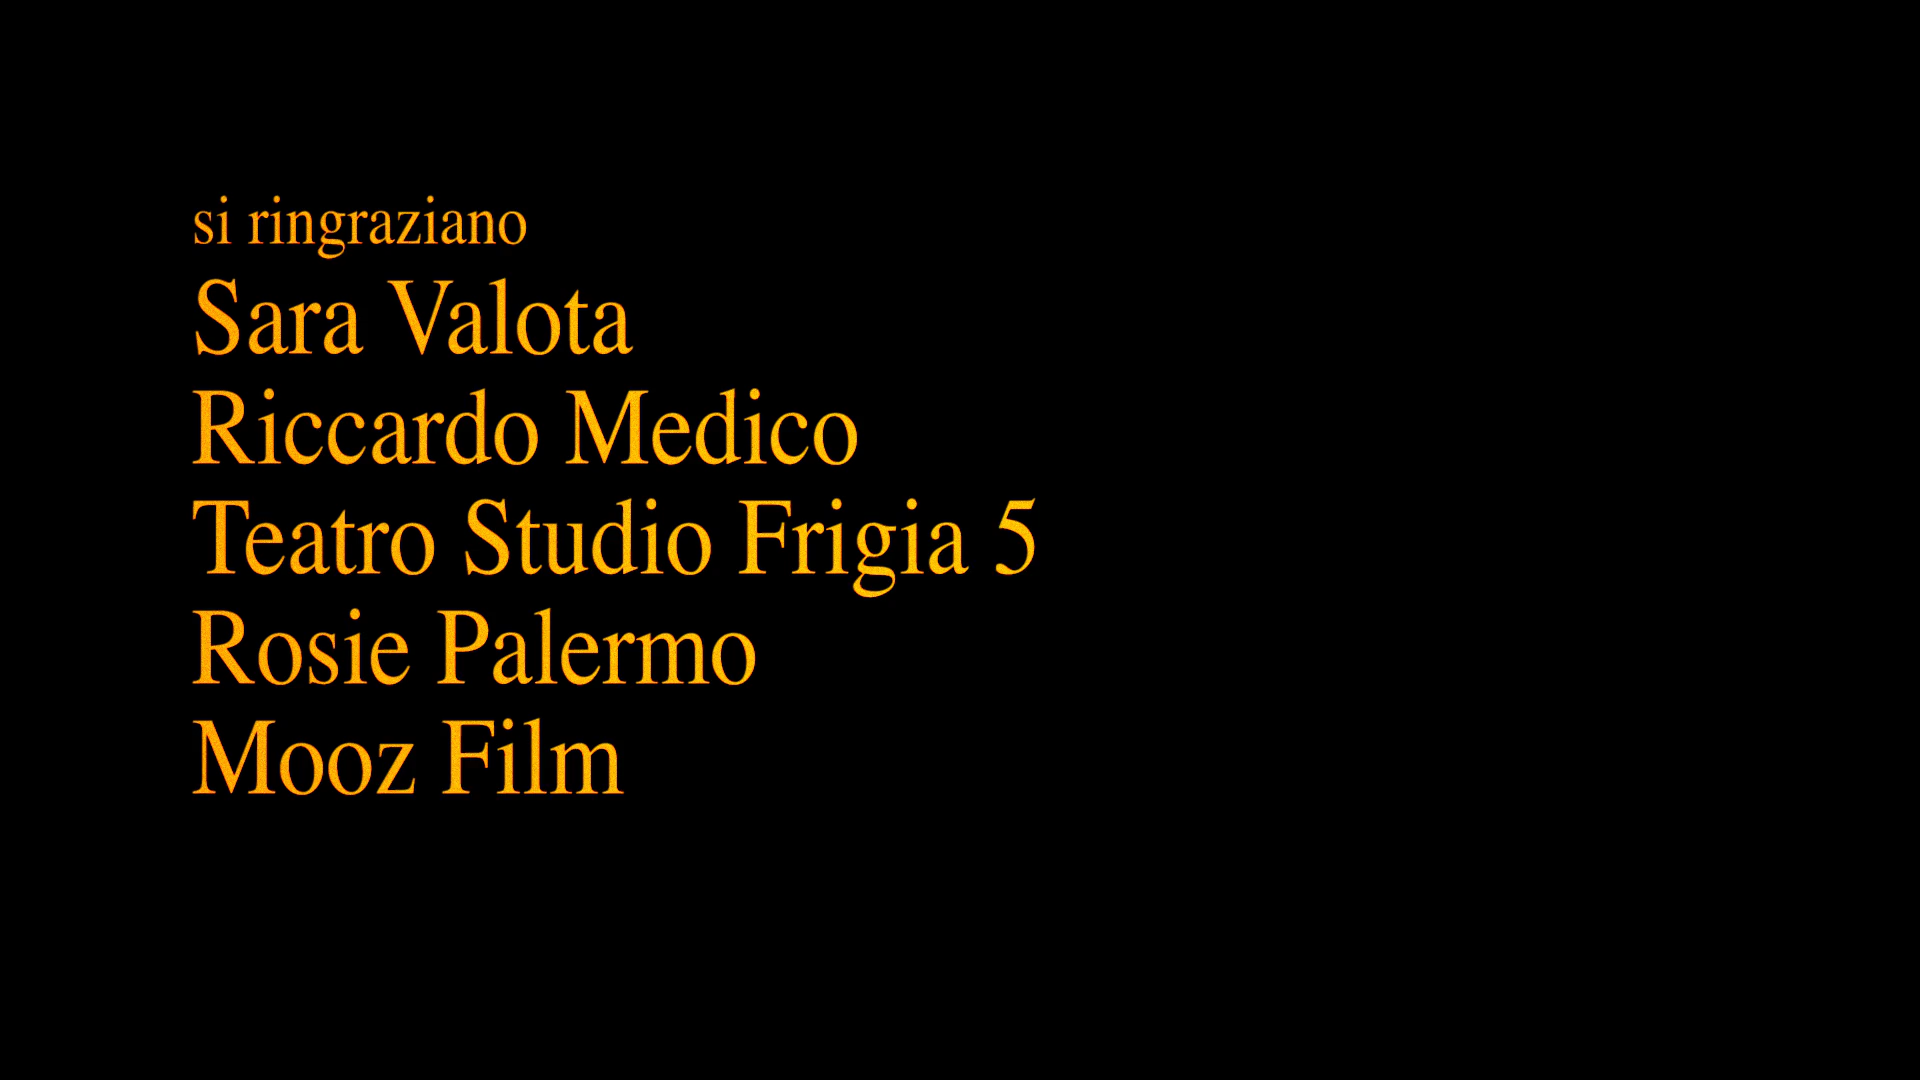 si ringraziano
Sara Valota
Riccardo Medico
Teatro Studio Frigia 5
Rosie Palermo
Mooz Film